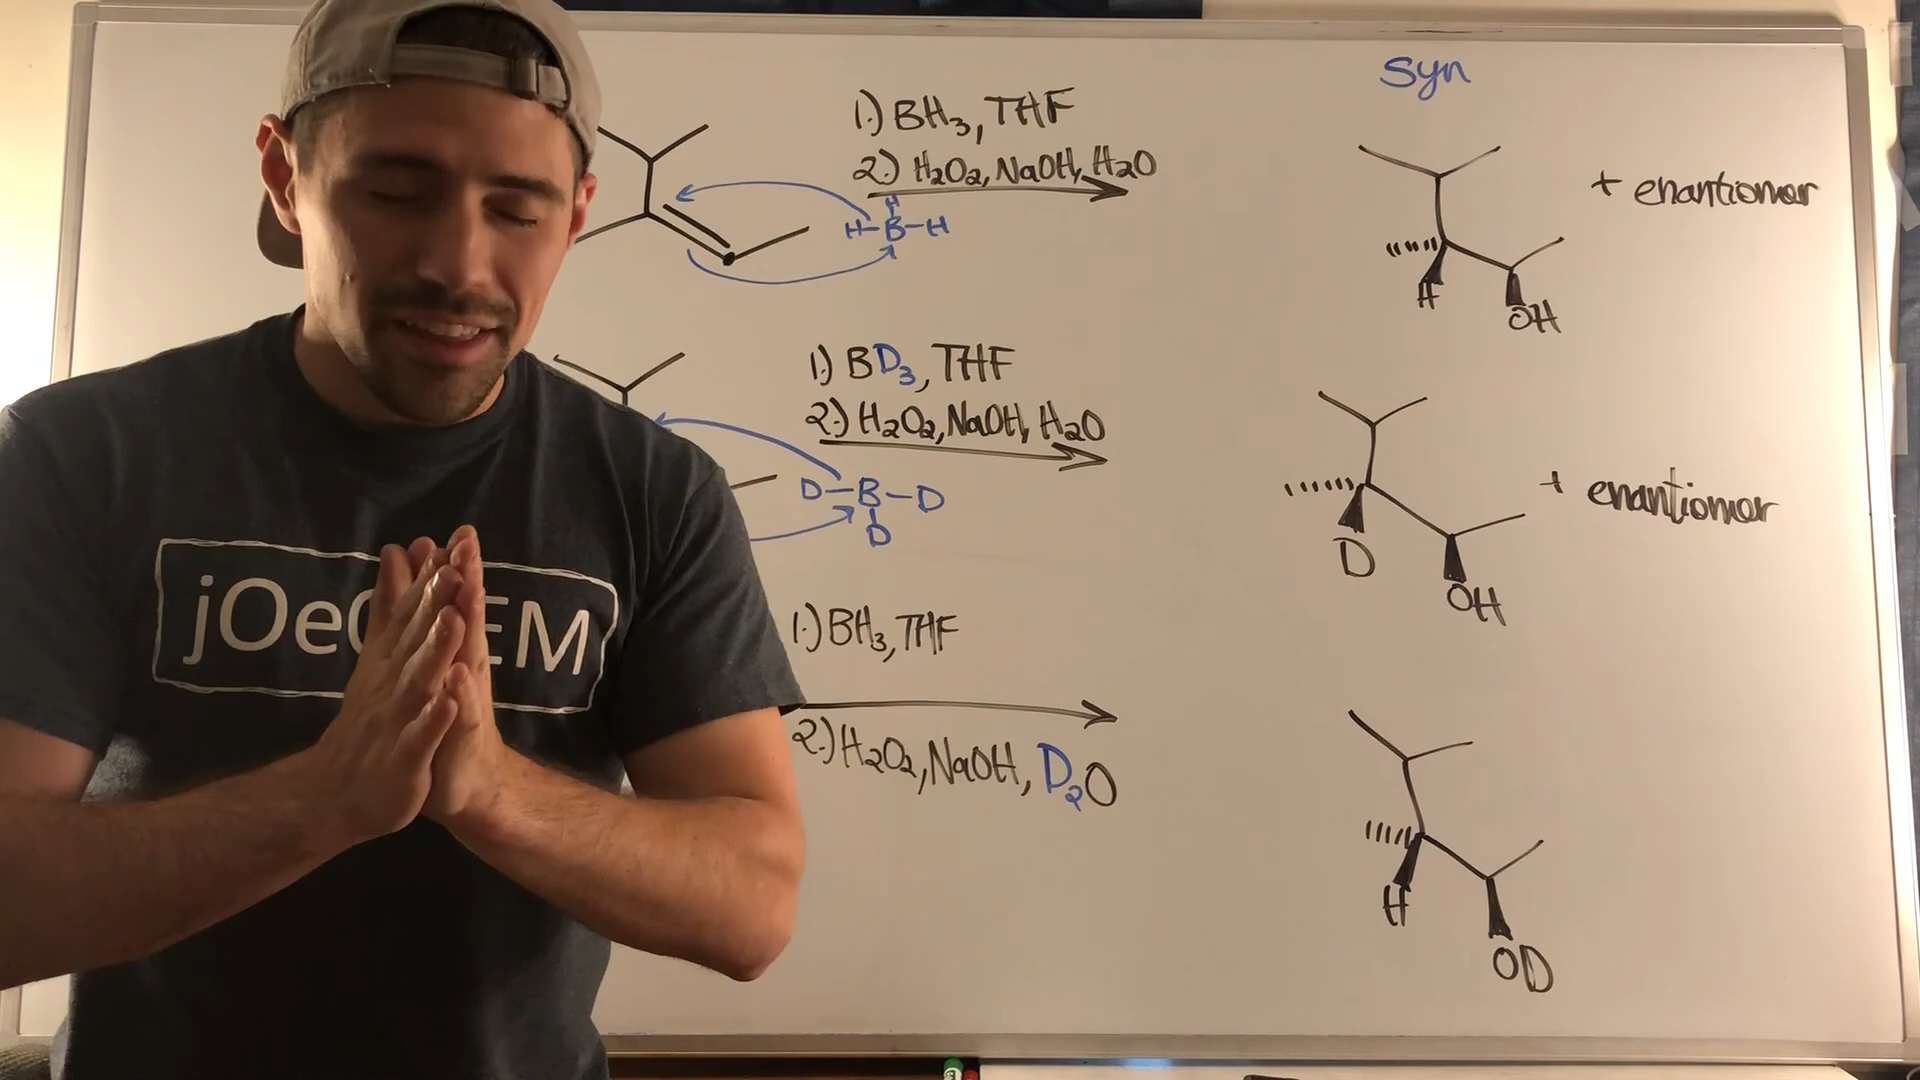 Syn
1.) BH₃, THF
2.) H₂O₂, NaOH, H₂O
H
H-B-H
+ enantiomer
H
OH
1.) BD₃, THF
2.) H₂O₂, NaOH, H₂O
D-B-D
D
+ enantiomer
D
OH
jOeC EM
1.) BH₃, THF
2.) H₂O₂, NaOH, D₂O
H
OD